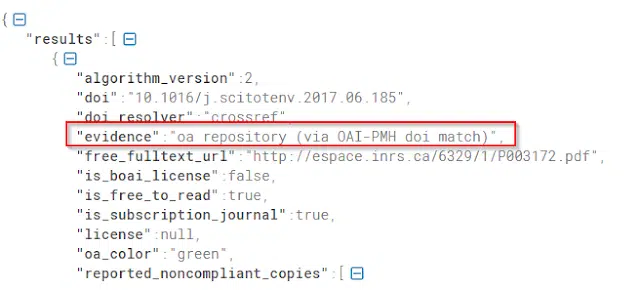 {
"results":[
{
"algorithm_version":2,
"doi":"10.1016/j.scitotenv.2017.06.185",
"doi_resolver":"crossref",
"evidence":"oa repository (via OAI-PMH doi match)",
"free_fulltext_url":"http://espace.inrs.ca/6329/1/P003172.pdf",
"is_boai_license":false,
"is_free_to_read":true,
"is_subscription_journal":true,
"license":null,
"oa_color":"green",
"reported_noncompliant_copies":[